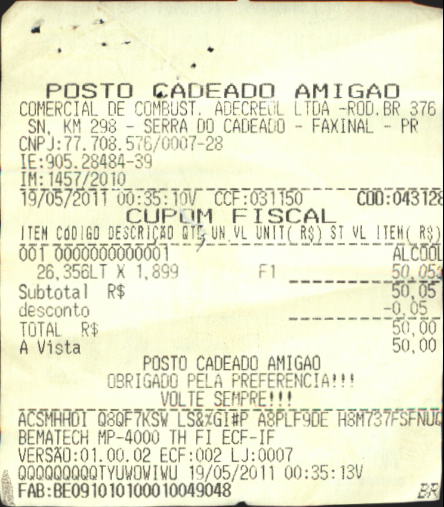 POSTO CADEADO AMIGAO
COMERCIAL DE COMBUST. ADECREOL LTDA -ROD.BR 376
SN, KM 298 - SERRA DO CADEADO - FAXINAL - PR
CNPJ:77.708.576/0007-28
IE:905.28484-39
IM:1457/2010
19/05/2011 00:35:10V CCF:031150 COO:043128
CUPOM FISCAL
ITEM CÓDIGO DESCRIÇÃO QTD. UN. VL UNIT( R$) ST VL ITEM( R$)
001 0000000000001 ALCOOL
26,356LT X 1,899 F1 50,05
Subtotal R$ 50,05
desconto -0,05
TOTAL R$ 50,00
A Vista 50,00
POSTO CADEADO AMIGAO
OBRIGADO PELA PREFERENCIA!!!
VOLTE SEMPRE!!!
BEMATECH MP-4000 TH FI ECF-IF
VERSÃO:01.00.02 ECF:002 LJ:0007
QQQQQQQQQTYUWOWIWU 19/05/2011 00:35:13V
FAB:BE091010100010049048
BR